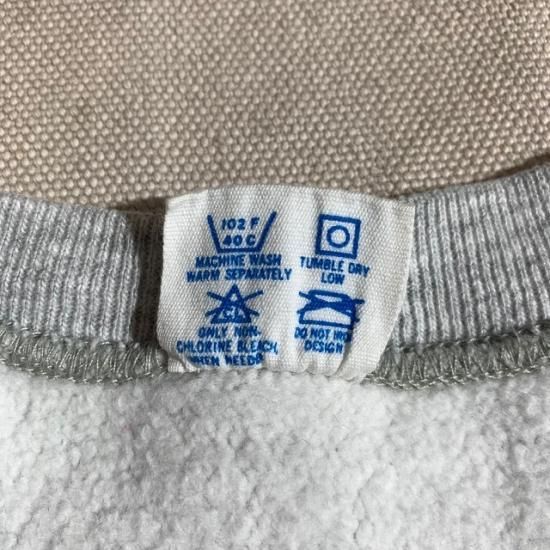 102 F
40 C
MACHINE WASH
WARM SEPARATELY
TUMBLE DRY
LOW
CL
ONLY NON-
CHLORINE BLEACH,
WHEN NEEDED
DO NOT IRON
DESIGN